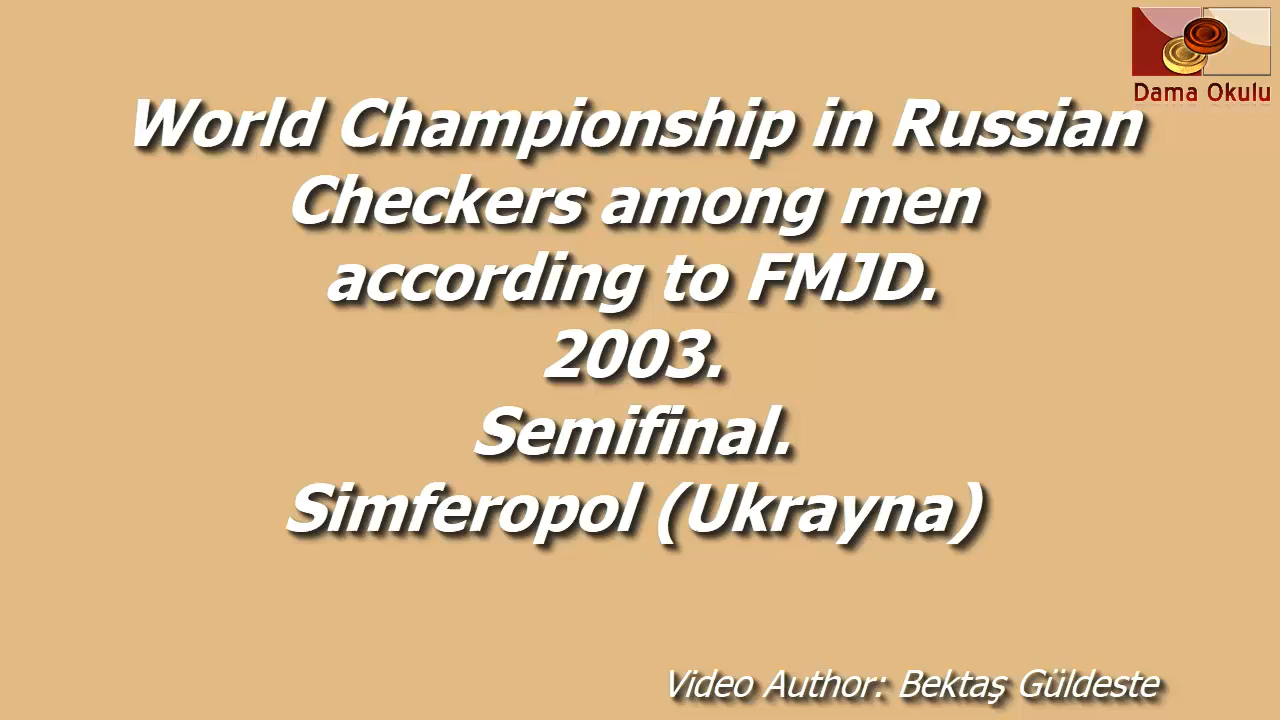 Dama Okulu
World Championship in Russian
Checkers among men
according to FMJD.
2003.
Semifinal.
Simferopol (Ukrayna)
Video Author: Bektaş Güldeste